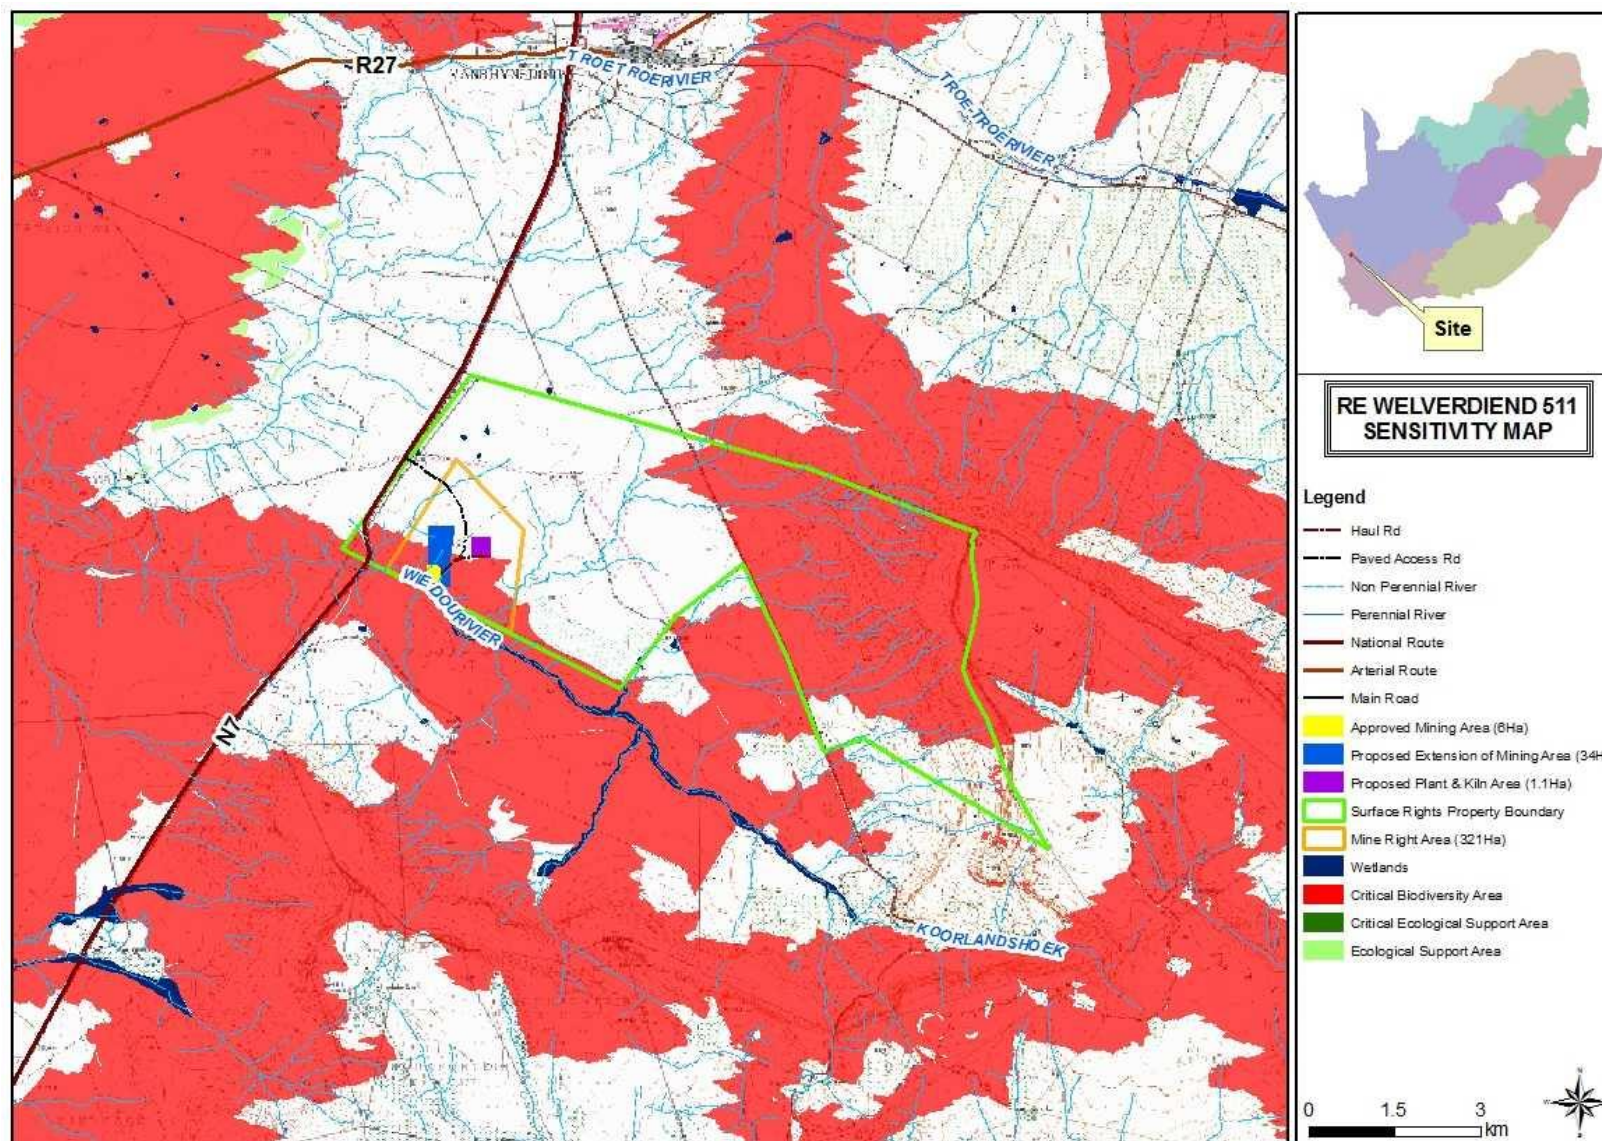 R27
TROE TROERIVIER
TROE-TROERIVIER
WIE DOURIVIER
N7
KOORLANDSHOEK
Site
RE WELVERDIEND 511
SENSITIVITY MAP
Legend
Haul Rd
Paved Access Rd
Non Perennial River
Perennial River
National Route
Arterial Route
Main Road
Approved Mining Area (6Ha)
Proposed Extension of Mining Area (34H
Proposed Plant & Kiln Area (1.1Ha)
Surface Rights Property Boundary
Mine Right Area (321Ha)
Wetlands
Critical Biodiversity Area
Critical Ecological Support Area
Ecological Support Area
0 1.5 3
km